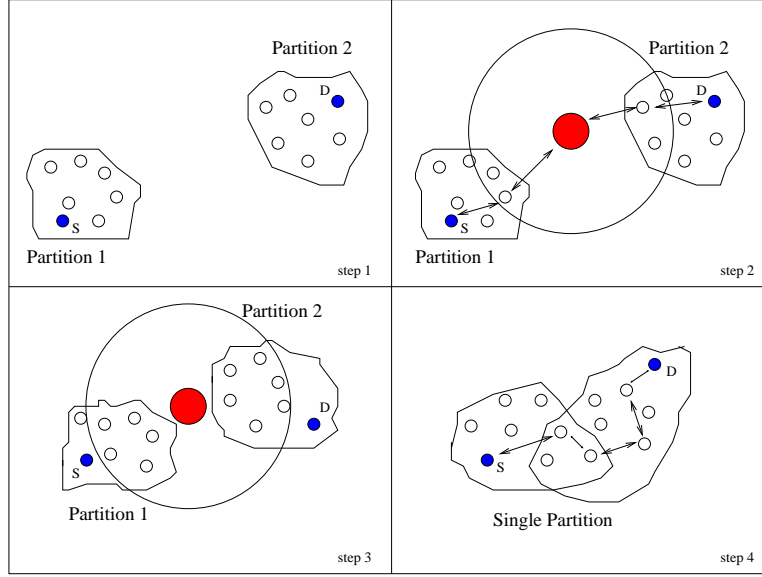 Partition 2
D
S
Partition 1
step 1
Partition 2
D
S
Partition 1
step 2
Partition 2
D
S
Partition 1
step 3
D
S
Single Partition
step 4